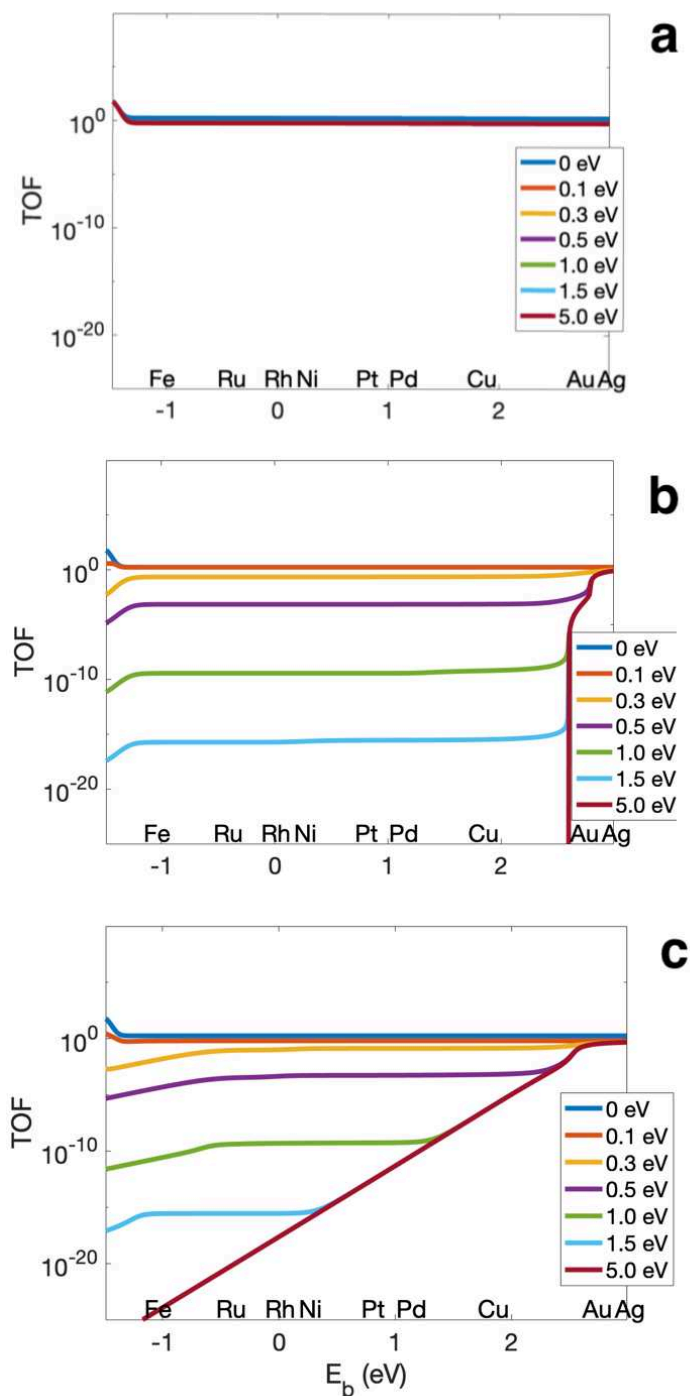 a
10^0
10^-10
10^-20
TOF
0 eV
0.1 eV
0.3 eV
0.5 eV
1.0 eV
1.5 eV
5.0 eV
Fe Ru Rh Ni Pt Pd Cu Au Ag
-1 0 1 2
b
10^0
10^-10
10^-20
TOF
0 eV
0.1 eV
0.3 eV
0.5 eV
1.0 eV
1.5 eV
5.0 eV
Fe Ru Rh Ni Pt Pd Cu Au Ag
-1 0 1 2
c
10^0
10^-10
10^-20
TOF
0 eV
0.1 eV
0.3 eV
0.5 eV
1.0 eV
1.5 eV
5.0 eV
Fe Ru Rh Ni Pt Pd Cu Au Ag
-1 0 1 2
E_b (eV)